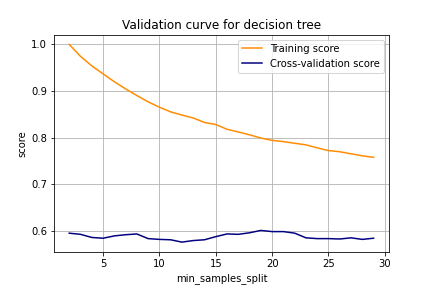 Validation curve for decision tree
Training score
Cross-validation score
score
1.0
0.9
0.8
0.7
0.6
5 10 15 20 25 30
min_samples_split